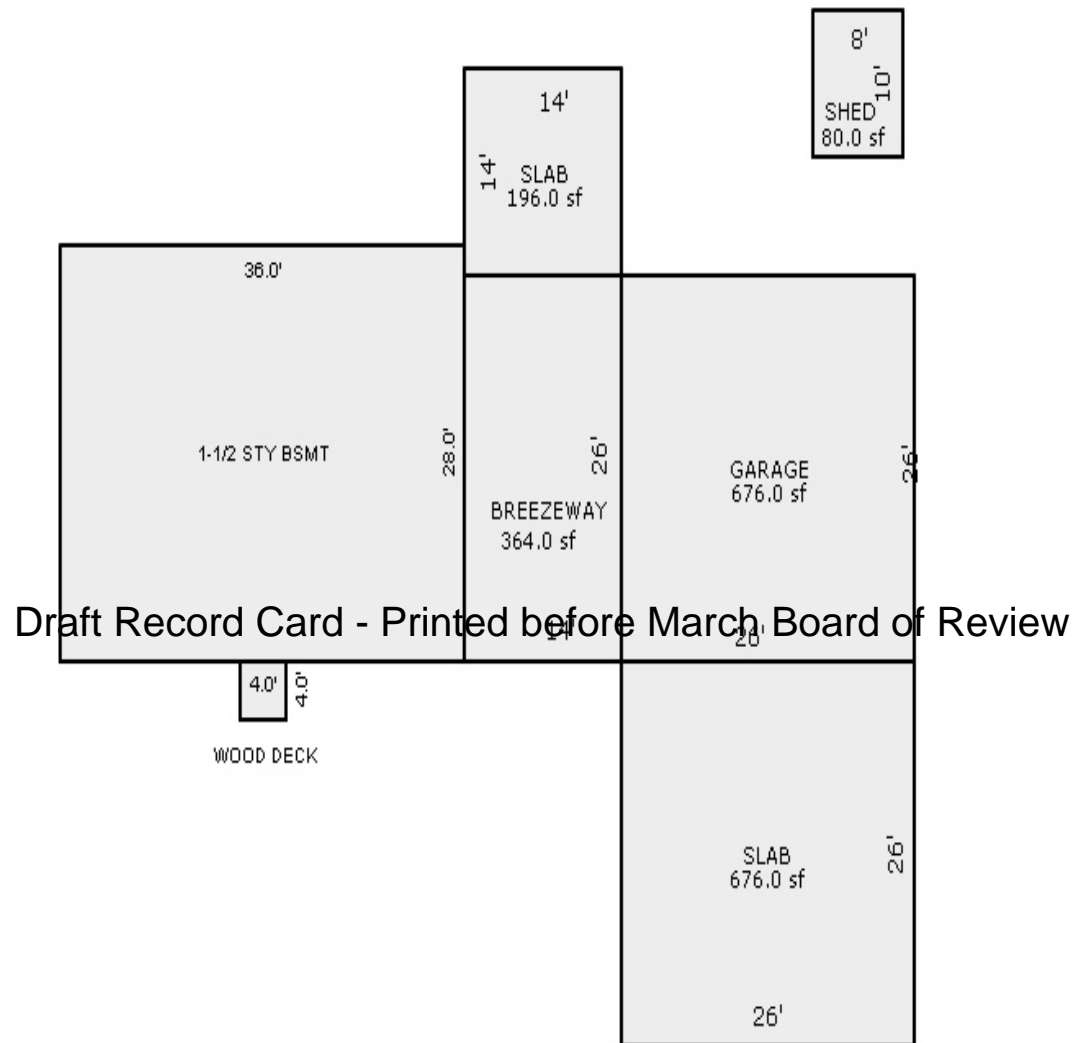 8'
10'
SHED
80.0 sf
14'
14'
SLAB
196.0 sf
36.0'
1-1/2 STY BSMT
28.0'
26'
BREEZEWAY
364.0 sf
GARAGE
676.0 sf
26'
Draft Record Card - Printed before March Board of Review
14'
26'
4.0'
4.0'
WOOD DECK
SLAB
676.0 sf
26'
26'